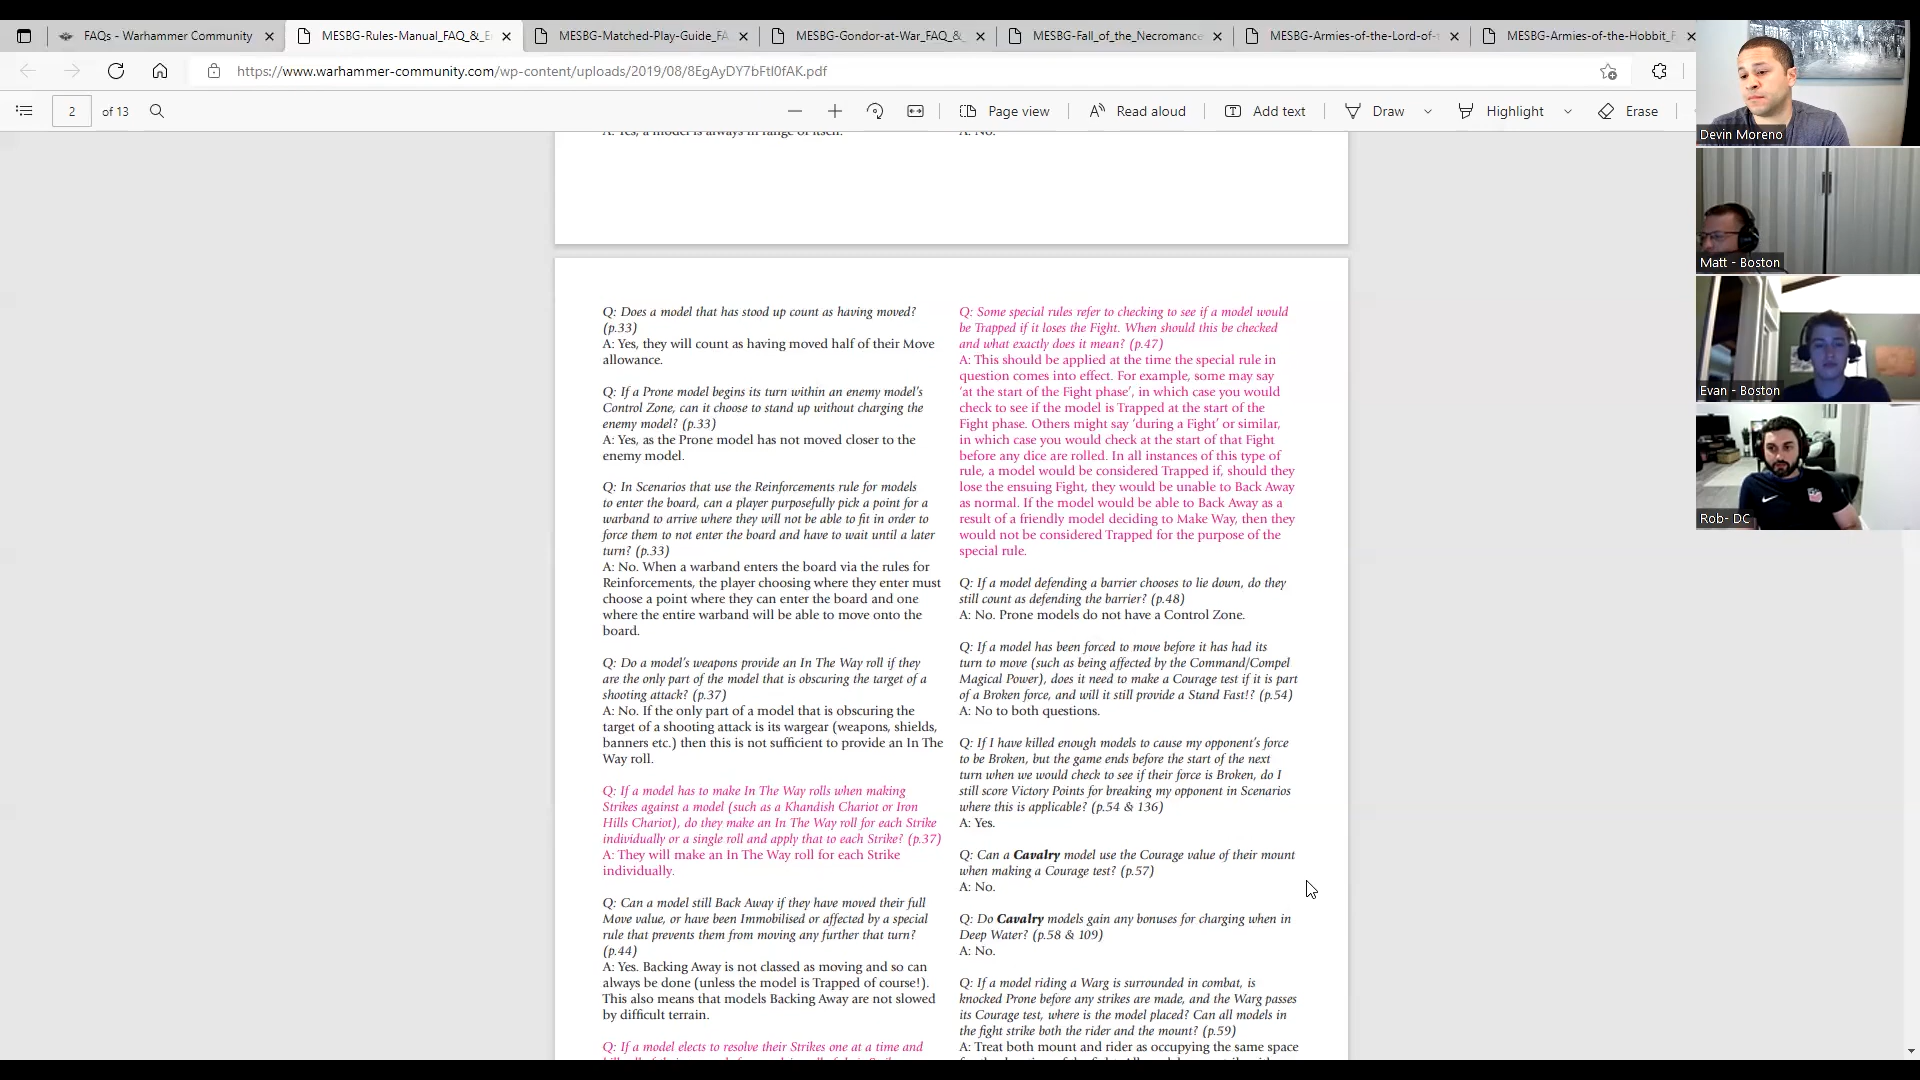 FAQs - Warhammer Community
MESBG-Rules-Manual_FAQ_&_E
MESBG-Matched-Play-Guide_FA
MESBG-Gondor-at-War_FAQ_&_
MESBG-Fall_of_the_Necromance
MESBG-Armies-of-the-Lord-of-t
MESBG-Armies-of-the-Hobbit_F
https://www.warhammer-community.com/wp-content/uploads/2019/08/8EgAyDY7bFtI0fAK.pdf
2 of 13
Page view
Read aloud
Add text
Draw
Highlight
Erase
A: Yes, a model is always in range of itself.
A: No.
Q: Does a model that has stood up count as having moved?
(p.33)
A: Yes, they will count as having moved half of their Move
allowance.
Q: If a Prone model begins its turn within an enemy model's
Control Zone, can it choose to stand up without charging the
enemy model? (p.33)
A: Yes, as the Prone model has not moved closer to the
enemy model.
Q: In Scenarios that use the Reinforcements rule for models
to enter the board, can a player purposefully pick a point for a
warband to arrive where they will not be able to fit in order to
force them to not enter the board and have to wait until a later
turn? (p.33)
A: No. When a warband enters the board via the rules for
Reinforcements, the player choosing where they enter must
choose a point where they can enter the board and one
where the entire warband will be able to move onto the
board.
Q: Do a model's weapons provide an In The Way roll if they
are the only part of the model that is obscuring the target of a
shooting attack? (p.37)
A: No. If the only part of a model that is obscuring the
target of a shooting attack is its wargear (weapons, shields,
banners etc.) then this is not sufficient to provide an In The
Way roll.
Q: If a model has to make In The Way rolls when making
Strikes against a model (such as a Khandish Chariot or Iron
Hills Chariot), do they make an In The Way roll for each Strike
individually or a single roll and apply that to each Strike? (p.37)
A: They will make an In The Way roll for each Strike
individually.
Q: Can a model still Back Away if they have moved their full
Move value, or have been Immobilised or affected by a special
rule that prevents them from moving any further that turn?
(p.44)
A: Yes. Backing Away is not classed as moving and so can
always be done (unless the model is Trapped of course!).
This also means that models Backing Away are not slowed
by difficult terrain.
Q: If a model elects to resolve their Strikes one at a time and
Q: Some special rules refer to checking to see if a model would
be Trapped if it loses the Fight. When should this be checked
and what exactly does it mean? (p.47)
A: This should be applied at the time the special rule in
question comes into effect. For example, some may say
'at the start of the Fight phase', in which case you would
check to see if the model is Trapped at the start of the
Fight phase. Others might say 'during a Fight' or similar,
in which case you would check at the start of that Fight
before any dice are rolled. In all instances of this type of
rule, a model would be considered Trapped if, should they
lose the ensuing Fight, they would be unable to Back Away
as normal. If the model would be able to Back Away as a
result of a friendly model deciding to Make Way, then they
would not be considered Trapped for the purpose of the
special rule.
Q: If a model defending a barrier chooses to lie down, do they
still count as defending the barrier? (p.48)
A: No. Prone models do not have a Control Zone.
Q: If a model has been forced to move before it has had its
turn to move (such as being affected by the Command/Compel
Magical Power), does it need to make a Courage test if it is part
of a Broken force, and will it still provide a Stand Fast!? (p.54)
A: No to both questions.
Q: If I have killed enough models to cause my opponent's force
to be Broken, but the game ends before the start of the next
turn when we would check to see if their force is Broken, do I
still score Victory Points for breaking my opponent in Scenarios
where this is applicable? (p.54 & 136)
A: Yes.
Q: Can a Cavalry model use the Courage value of their mount
when making a Courage test? (p.57)
A: No.
Q: Do Cavalry models gain any bonuses for charging when in
Deep Water? (p.58 & 109)
A: No.
Q: If a model riding a Warg is surrounded in combat, is
knocked Prone before any strikes are made, and the Warg passes
its Courage test, where is the model placed? Can all models in
the fight strike both the rider and the mount? (p.59)
A: Treat both mount and rider as occupying the same space
Devin Moreno
Matt - Boston
Evan - Boston
Rob- DC